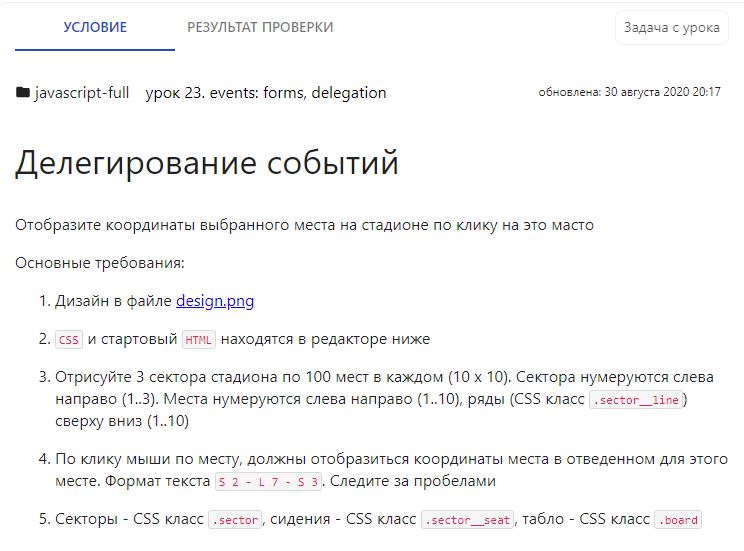 УСЛОВИЕ РЕЗУЛЬТАТ ПРОВЕРКИ Задача с урока
javascript-full урок 23. events: forms, delegation обновлена: 30 августа 2020 20:17
Делегирование событий
Отобразите координаты выбранного места на стадионе по клику на это масто
Основные требования:
1. Дизайн в файле design.png
2. CSS и стартовый HTML находятся в редакторе ниже
3. Отрисуйте 3 сектора стадиона по 100 мест в каждом (10 x 10). Сектора нумеруются слева
направо (1..3). Места нумеруются слева направо (1..10), ряды (CSS класс .sector__line)
сверху вниз (1..10)
4. По клику мыши по месту, должны отобразиться координаты места в отведенном для этого
месте. Формат текста S 2 - L 7 - S 3. Следите за пробелами
5. Секторы - CSS класс .sector, сидения - CSS класс .sector__seat, табло - CSS класс .board